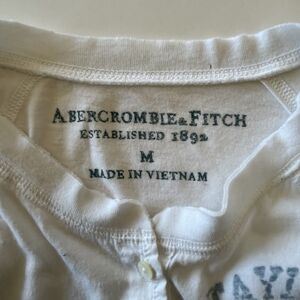 ABERCROMBIE & FITCH
ESTABLISHED 1892
M
MADE IN VIETNAM